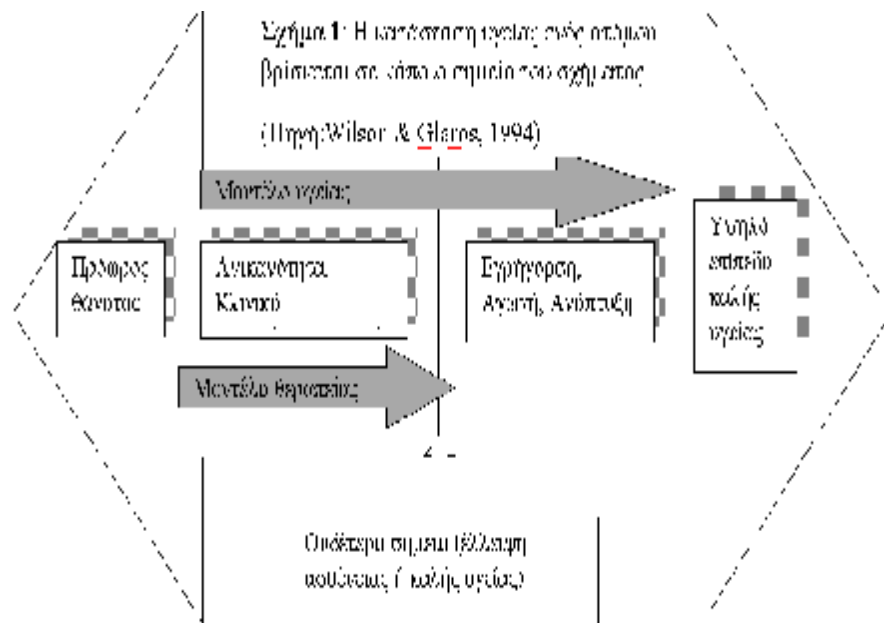 Σχήμα 1: Η κατάσταση υγείας ενός ατόμου
βρίσκεται σε κάποιο σημείο του σχήματος
(Πηγή:Wilson & Glaros, 1994)
Μοντέλο υγείας
Πρόωρος
θάνατος
Ανικανότητα
Κλινικά
Εγρήγορση,
Αγωγή, Ανάπτυξη
Υψηλό
επίπεδο
καλής
υγείας
Μοντέλο θεραπείας
Ουδέτερο σημείο (έλλειψη
ασθένειας / καλής υγείας)